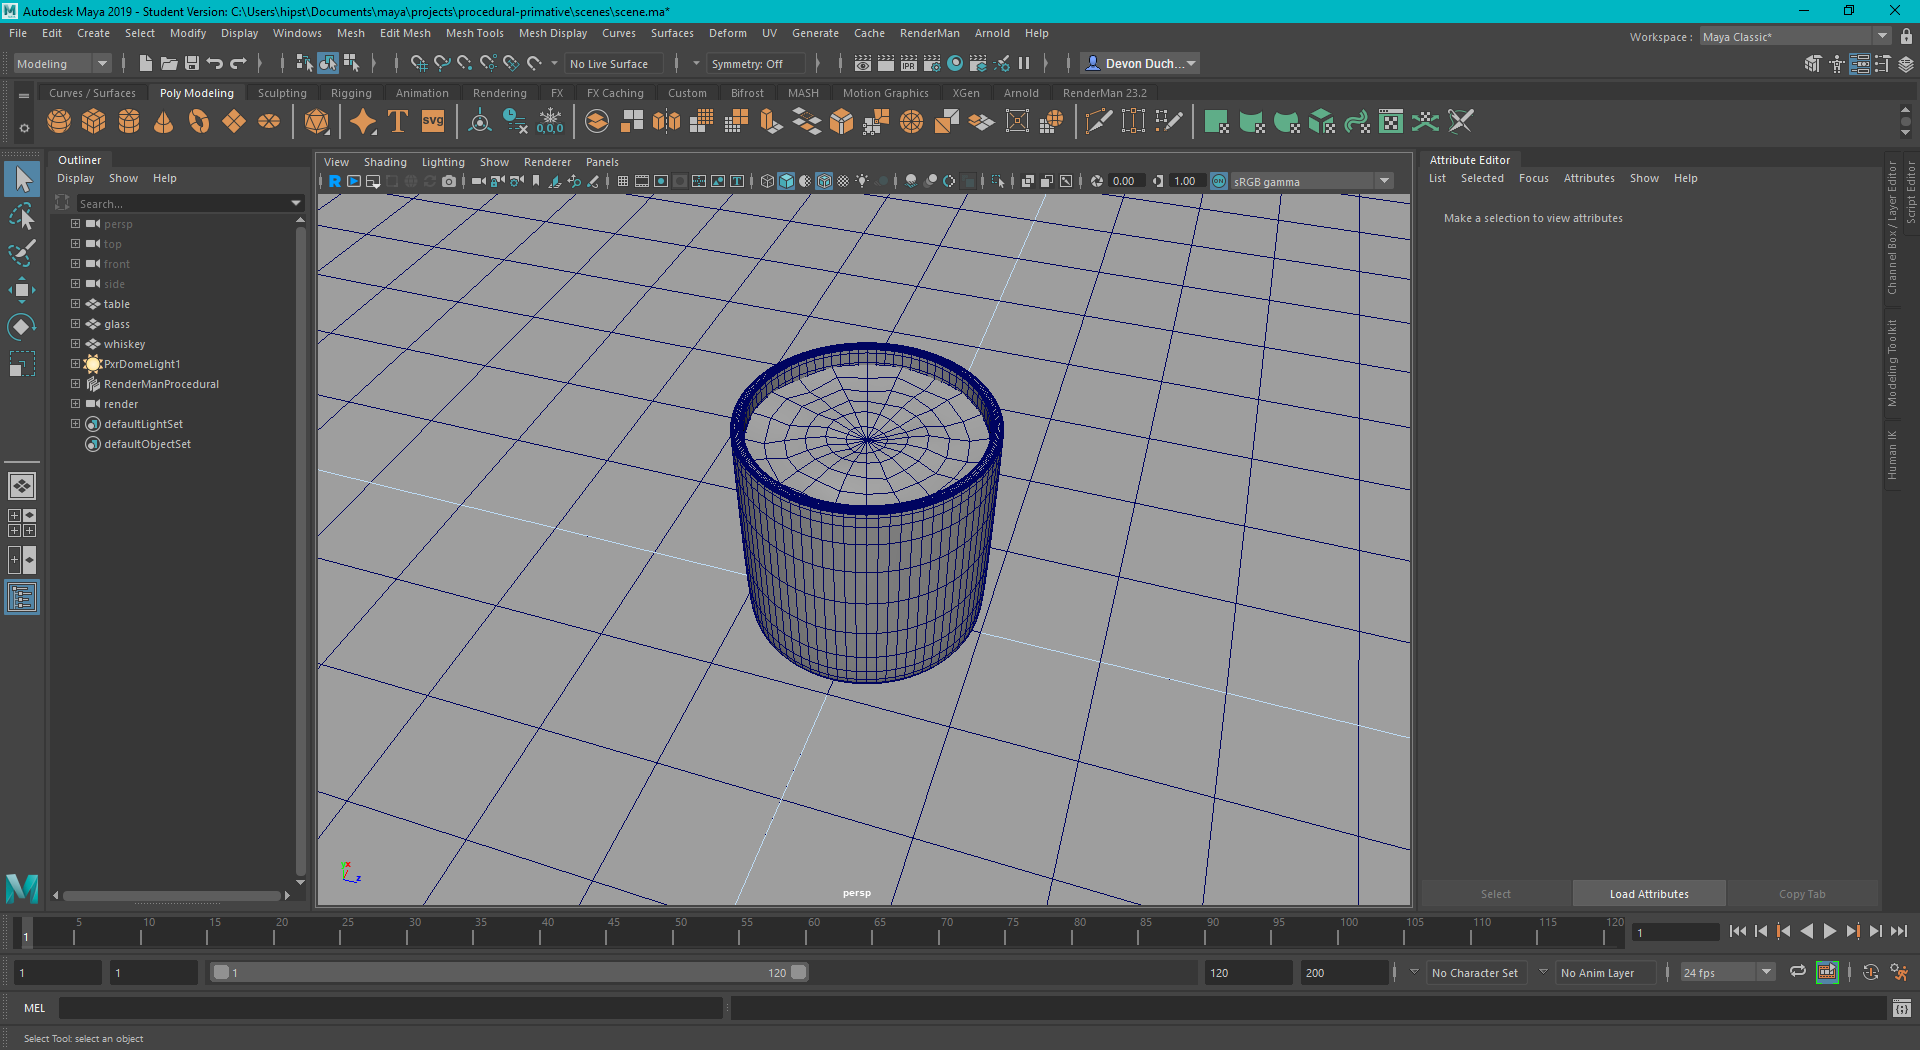 Autodesk Maya 2019 - Student Version: C:\Users\hipst\Documents\maya\projects\procedural-primative\scenes\scene.ma*
File Edit Create Select Modify Display Windows Mesh Edit Mesh Mesh Tools Mesh Display Curves Surfaces Deform UV Generate Cache RenderMan Arnold Help
Workspace : Maya Classic*
Modeling No Live Surface Symmetry: Off IPR Devon Duch...
Curves / Surfaces Poly Modeling Sculpting Rigging Animation Rendering FX FX Caching Custom Bifrost MASH Motion Graphics XGen Arnold RenderMan 23.2
T svg 0,0,0
Outliner
Display Show Help
Search...
persp
top
front
side
table
glass
whiskey
PxrDomeLight1
RenderManProcedural
render
defaultLightSet
defaultObjectSet
View Shading Lighting Show Renderer Panels
R 0.00 1.00 ON sRGB gamma
x
z
persp
Attribute Editor
List Selected Focus Attributes Show Help
Make a selection to view attributes
Select Load Attributes Copy Tab
Channel Box / Layer Editor
Modeling Toolkit
Human IK
Script Editor
5 10 15 20 25 30 35 40 45 50 55 60 65 70 75 80 85 90 95 100 105 110 115 120
1
1
1 1 1 120 120 200 No Character Set No Anim Layer 24 fps
MEL
Select Tool: select an object